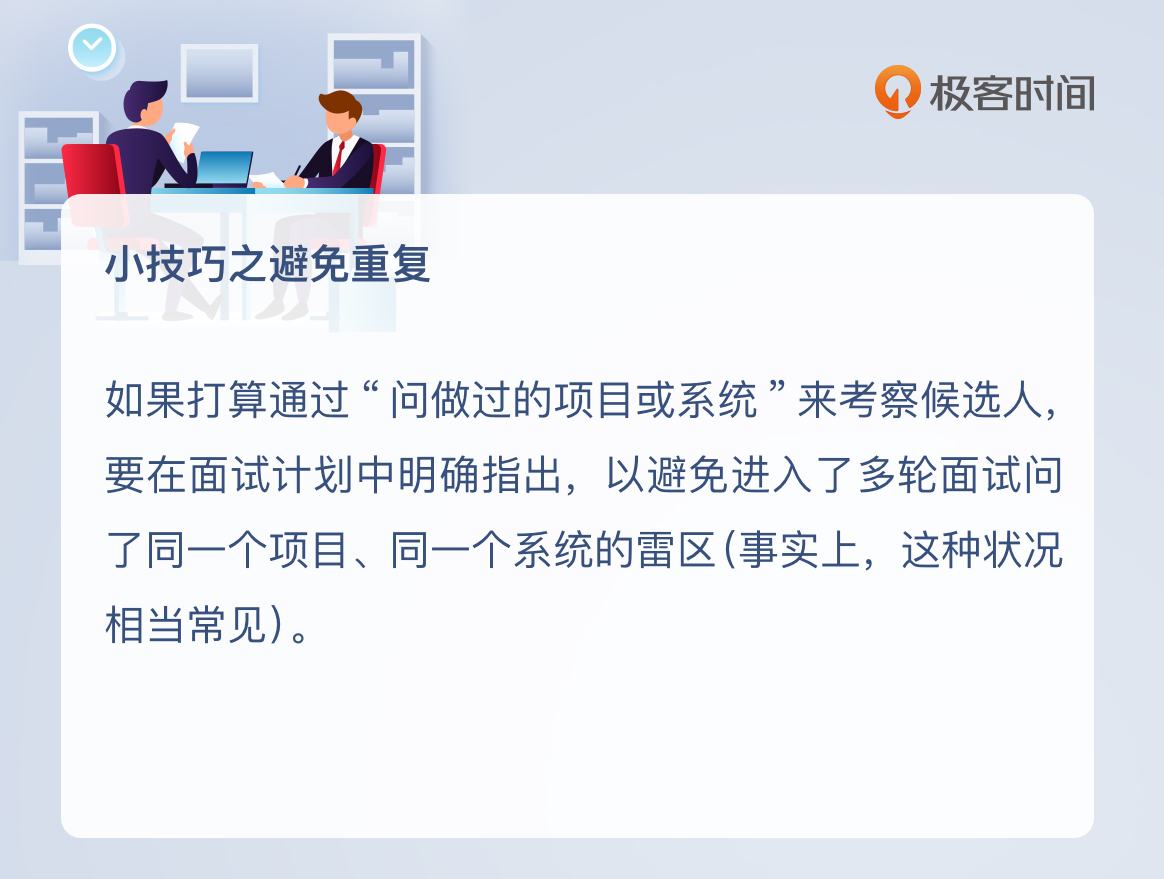 极客时间
小技巧之避免重复
如果打算通过“问做过的项目或系统”来考察候选人，
要在面试计划中明确指出，以避免进入了多轮面试问
了同一个项目、同一个系统的雷区(事实上，这种状况
相当常见)。